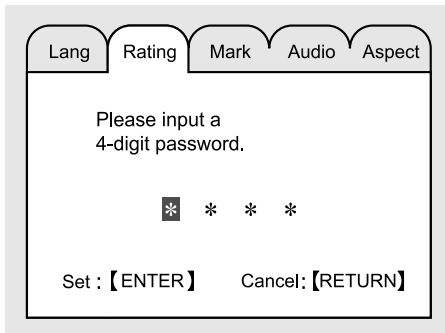 Lang Rating Mark Audio Aspect
Please input a
4-digit password.
* * * *
Set :【ENTER】 Cancel:【RETURN】